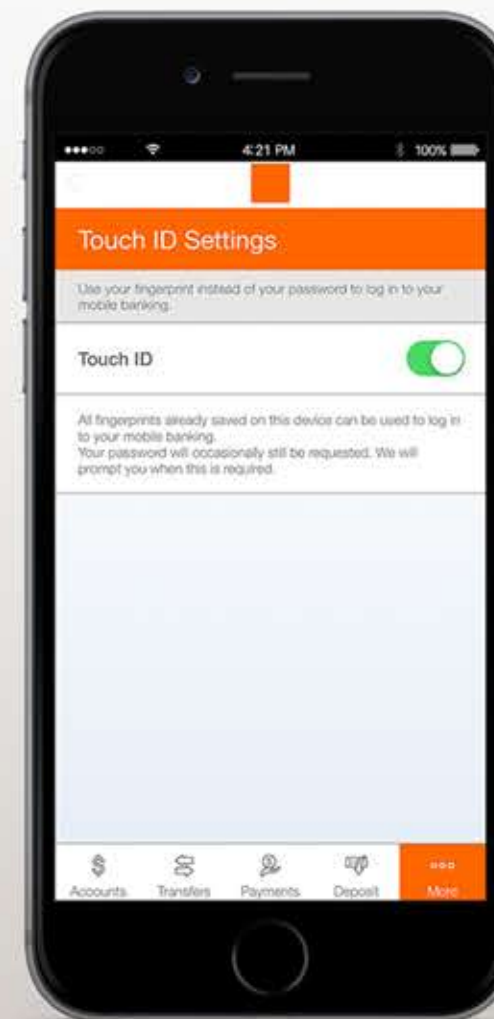 4:21 PM
100%
Touch ID Settings
Use your fingerprint instead of your password to log in to your
mobile banking.
Touch ID
All fingerprints already saved on this device can be used to log in
to your mobile banking.
Your password will occasionally still be requested. We will
prompt you when this is required.
Accounts Transfers Payments Deposit More